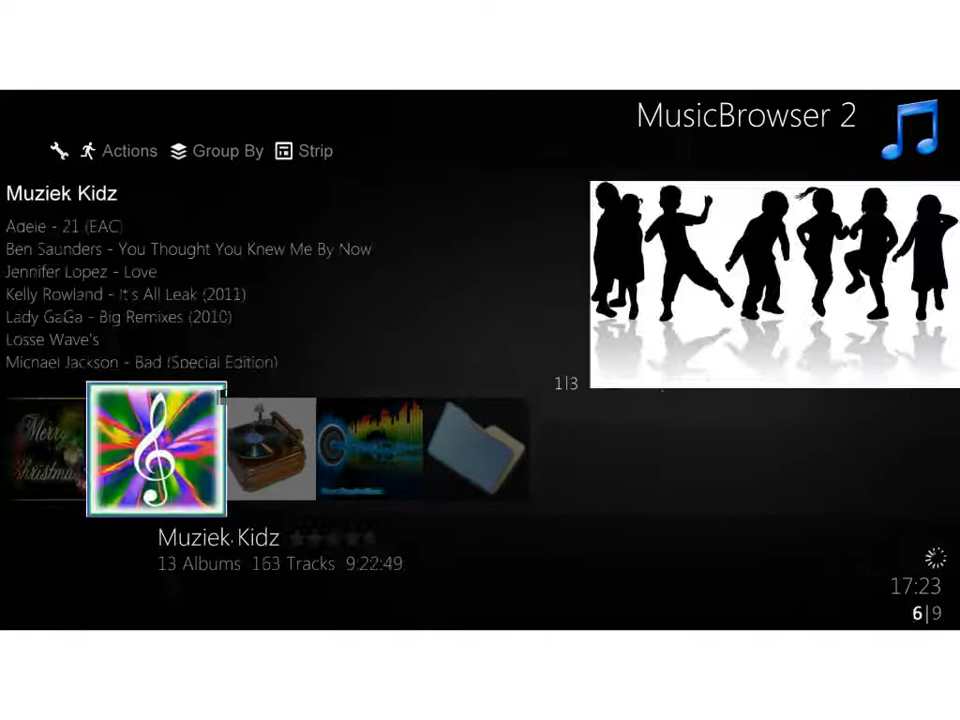 MusicBrowser 2
Actions Group By Strip
Muziek Kidz
Adele - 21 (EAC)
Ben Saunders - You Thought You Knew Me By Now
Jennifer Lopez - Love
Kelly Rowland - It's All Leak (2011)
Lady GaGa - Big Remixes (2010)
Losse Wave's
Michael Jackson - Bad (Special Edition)
1|3
Merry
Christmas
Muziek Kidz
13 Albums 163 Tracks 9:22:49
17:23
6|9